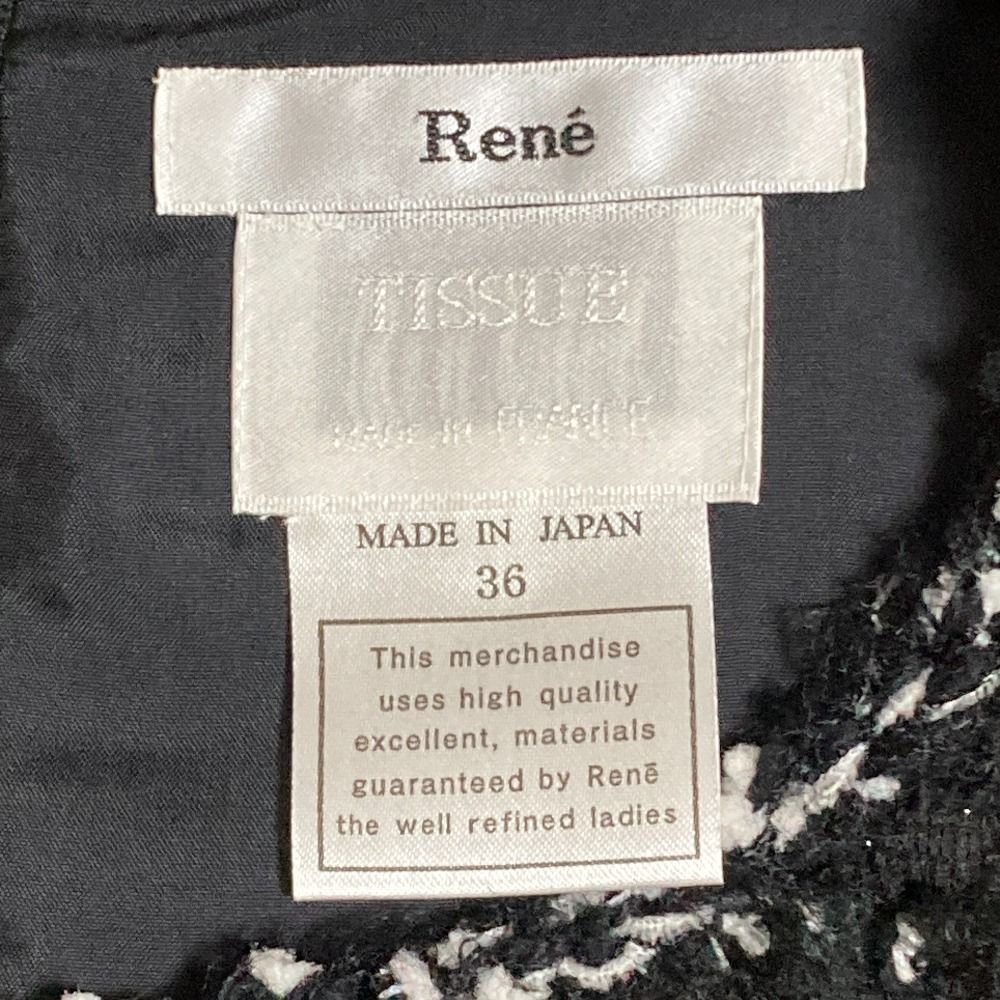 René
TISSUE
MADE IN FRANCE
MADE IN JAPAN
36
This merchandise
uses high quality
excellent, materials
guaranteed by Renē
the well refined ladies